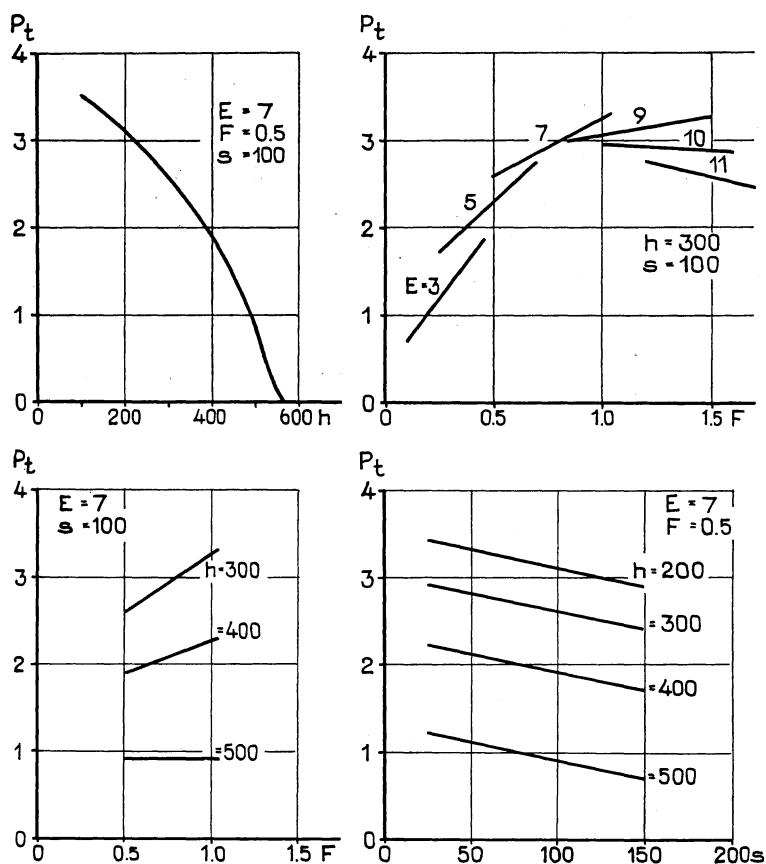 Pt
4
3
2
1
0
E = 7
F = 0.5
s = 100
0 200 400 600 h
Pt
4
3
2
1
0
E = 3
5
7
9
10
11
h = 300
s = 100
0 0.5 1.0 1.5 F
Pt
4
3
2
1
0
E = 7
s = 100
h = 300
= 400
= 500
0 0.5 1.0 1.5 F
Pt
4
3
2
1
0
E = 7
F = 0.5
h = 200
= 300
= 400
= 500
0 50 100 150 200s